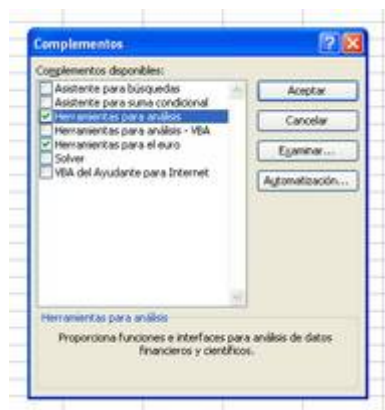 Complementos
Complementos disponibles:
Asistente para búsquedas
Asistente para suma condicional
Herramientas para análisis
Herramientas para análisis - VBA
Herramientas para el euro
Solver
VBA del Ayudante para Internet
Aceptar
Cancelar
Examinar...
Automatización...
Herramientas para análisis
Proporciona funciones e interfaces para análisis de datos
financieros y científicos.